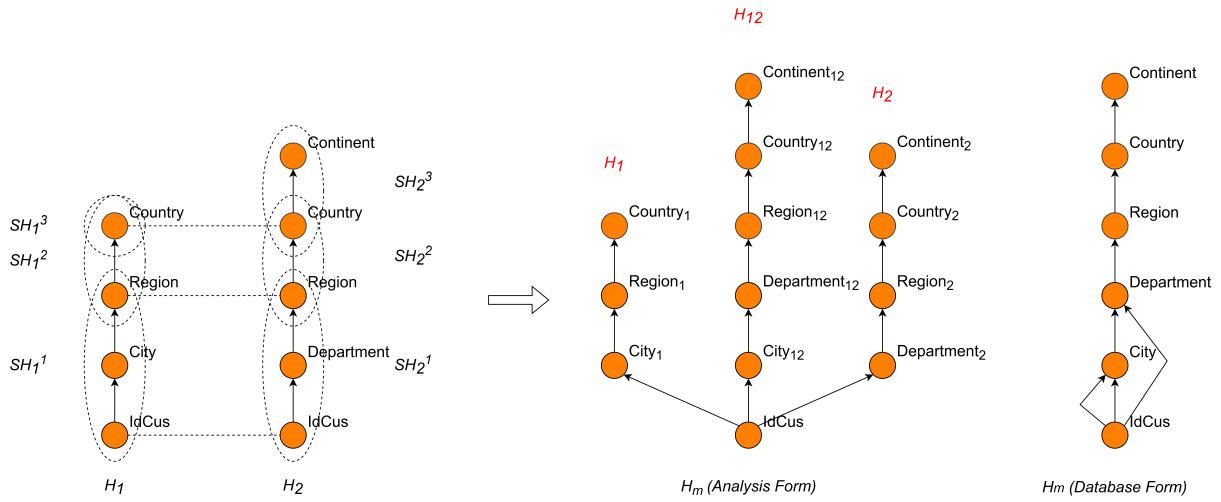 H12
Continent12
Continent
H2
Country12
Country
Continent
Continent2
SH2^3
H1
SH1^3
Country
Country
Country1
Region12
Country2
Region
SH1^2
SH2^2
Region
Region
Region1
Department12
Region2
Department
SH1^1
City
Department
SH2^1
City1
City12
Department2
City
IdCus
IdCus
IdCus
IdCus
H1
H2
Hm (Analysis Form)
Hm (Database Form)